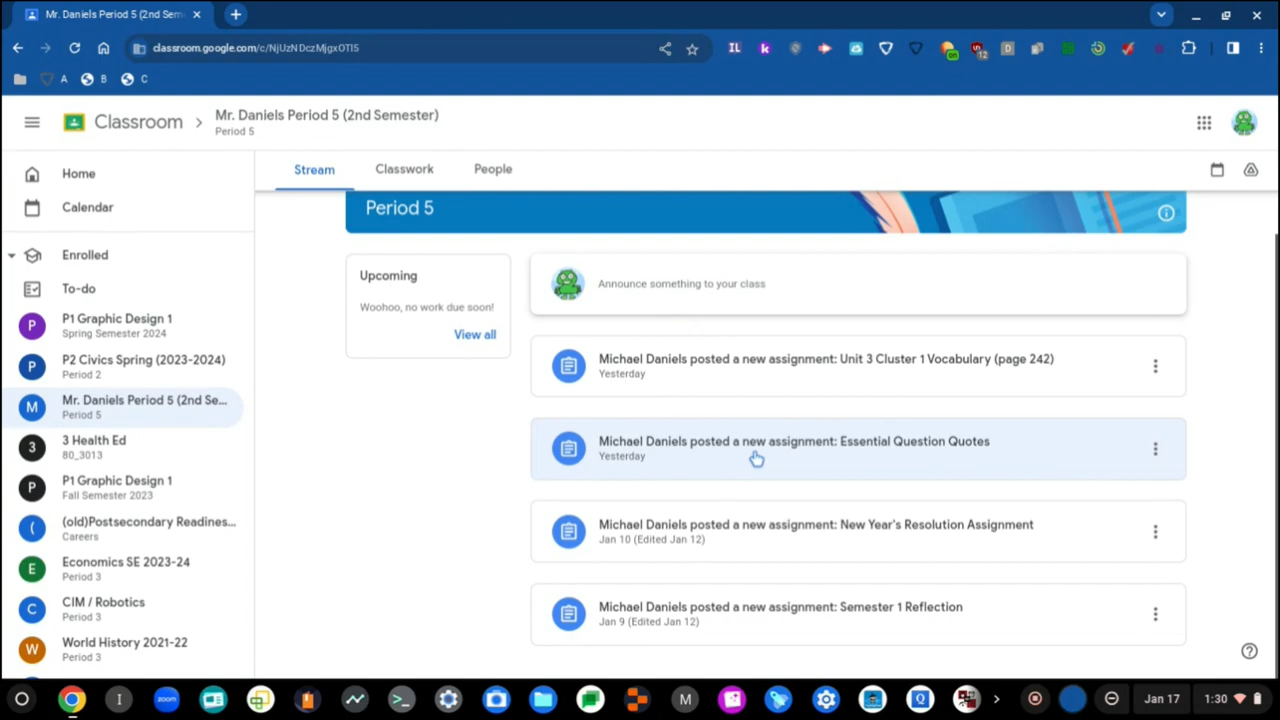 Mr. Daniels Period 5 (2nd Sem
classroom.google.com/c/NjUzNDczMjgxOTI5
IL
k
on
12
D
A
B
C
Classroom
Mr. Daniels Period 5 (2nd Semester)
Period 5
Stream
Classwork
People
Home
Calendar
Enrolled
To-do
P
P1 Graphic Design 1
Spring Semester 2024
P
P2 Civics Spring (2023-2024)
Period 2
M
Mr. Daniels Period 5 (2nd Se...
Period 5
3
3 Health Ed
80_3013
P
P1 Graphic Design 1
Fall Semester 2023
(
(old)Postsecondary Readines...
Careers
E
Economics SE 2023-24
Period 3
C
CIM / Robotics
Period 3
W
World History 2021-22
Period 3
Period 5
Upcoming
Woohoo, no work due soon!
View all
Announce something to your class
Michael Daniels posted a new assignment: Unit 3 Cluster 1 Vocabulary (page 242)
Yesterday
Michael Daniels posted a new assignment: Essential Question Quotes
Yesterday
Michael Daniels posted a new assignment: New Year's Resolution Assignment
Jan 10 (Edited Jan 12)
Michael Daniels posted a new assignment: Semester 1 Reflection
Jan 9 (Edited Jan 12)
I
zoom
M
Q
Jan 17
1:30